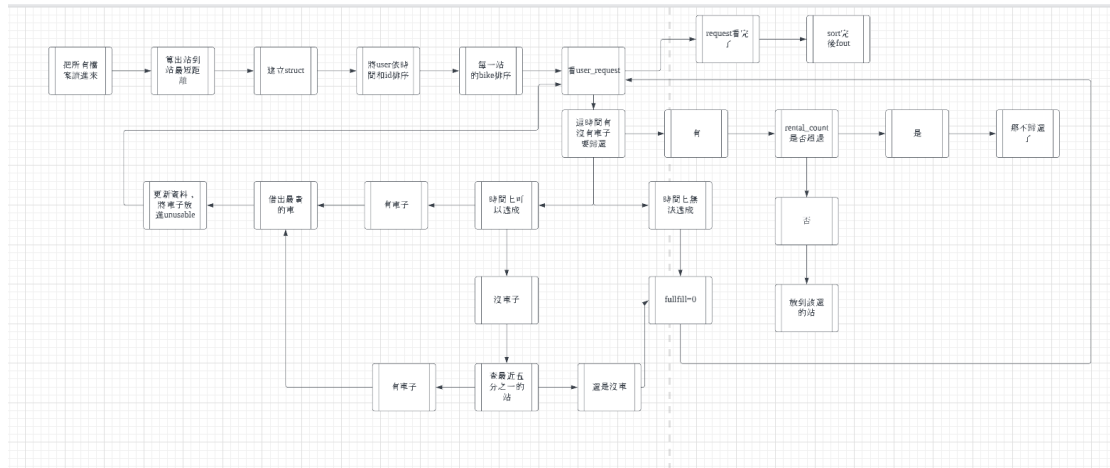 request看完
了
sort完
後fout
把所有檔
案讀進來
算出站到
站最短距
離
建立struct
將user依時
間和id排序
每一站
的bike排序
看user_request
這時間有
沒有車子
要歸還
有
rental_count
是否超過
是
那不歸還
了
更新資料，
將車子放
進unusable
借出最貴
的車
有車子
時間上可
以達成
時間上無
法達成
否
沒車子
fullfill=0
放到該還
的站
有車子
查最近五
分之一的
站
還是沒車